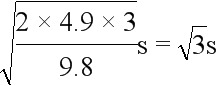 √((2 × 4.9 × 3)/9.8) s = √3 s